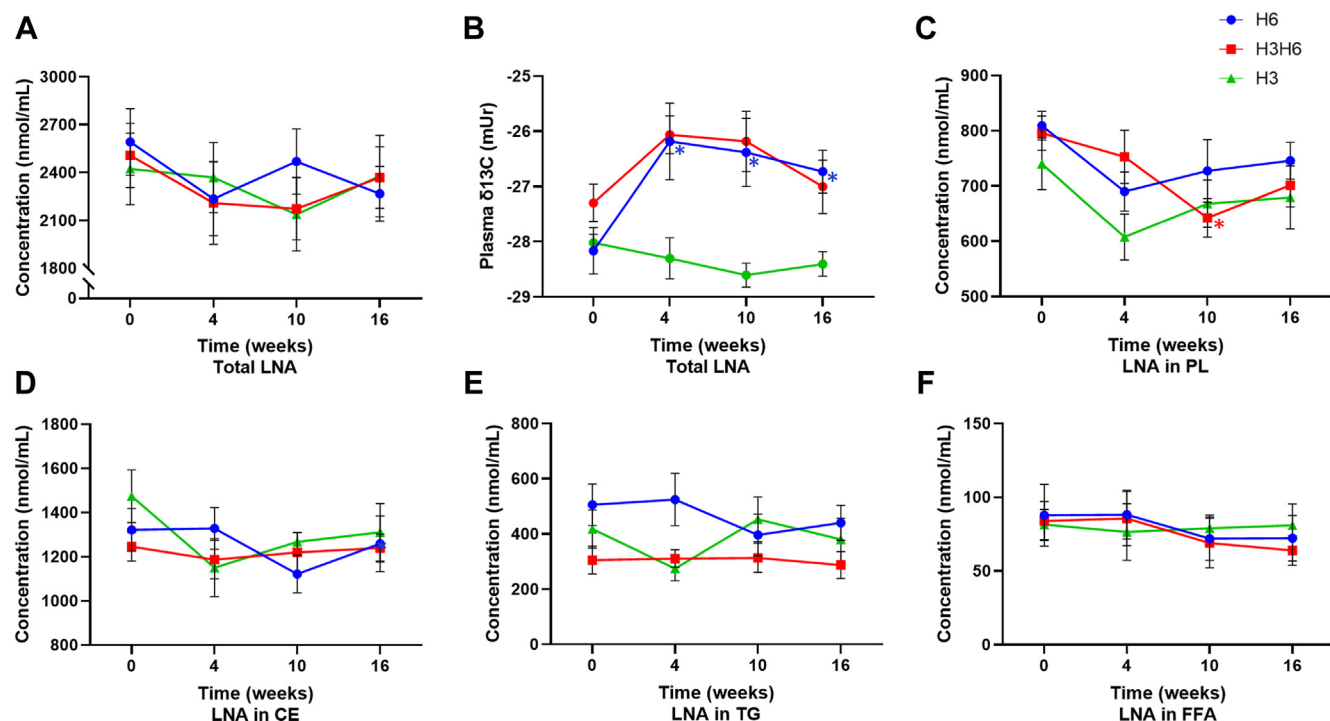 A
Concentration (nmol/mL)
3000
2700
2400
2100
1800
0
0 4 10 16
Time (weeks)
Total LNA
B
Plasma δ13C (mUr)
-25
-26
-27
-28
-29
* * *
0 4 10 16
Time (weeks)
Total LNA
C
H6
H3H6
H3
Concentration (nmol/mL)
900
800
700
600
500
*
0 4 10 16
Time (weeks)
LNA in PL
D
Concentration (nmol/mL)
1800
1600
1400
1200
1000
800
0 4 10 16
Time (weeks)
LNA in CE
E
Concentration (nmol/mL)
800
600
400
200
0
0 4 10 16
Time (weeks)
LNA in TG
F
Concentration (nmol/mL)
150
100
50
0
0 4 10 16
Time (weeks)
LNA in FFA